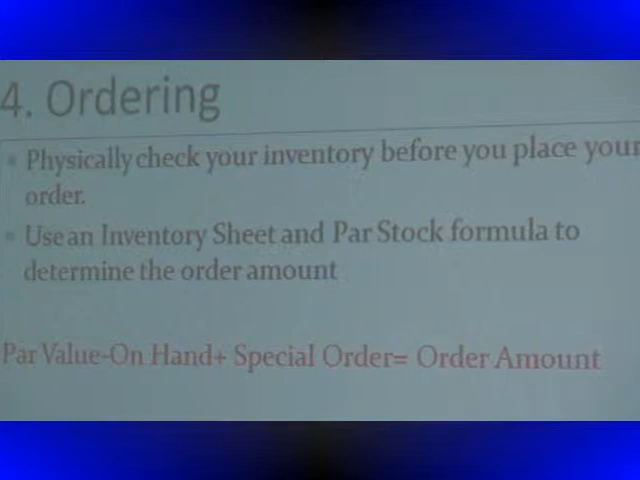 4. Ordering
Physically check your inventory before you place your
order.
Use an Inventory Sheet and Par Stock formula to
determine the order amount
Par Value-On Hand+ Special Order= Order Amount